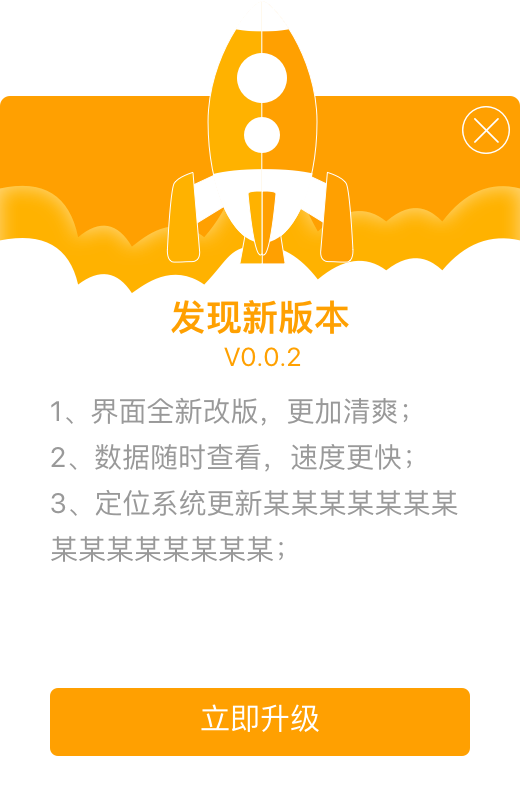 发现新版本
V0.0.2
1、界面全新改版，更加清爽；
2、数据随时查看，速度更快；
3、定位系统更新某某某某某某某
某某某某某某某某；
立即升级